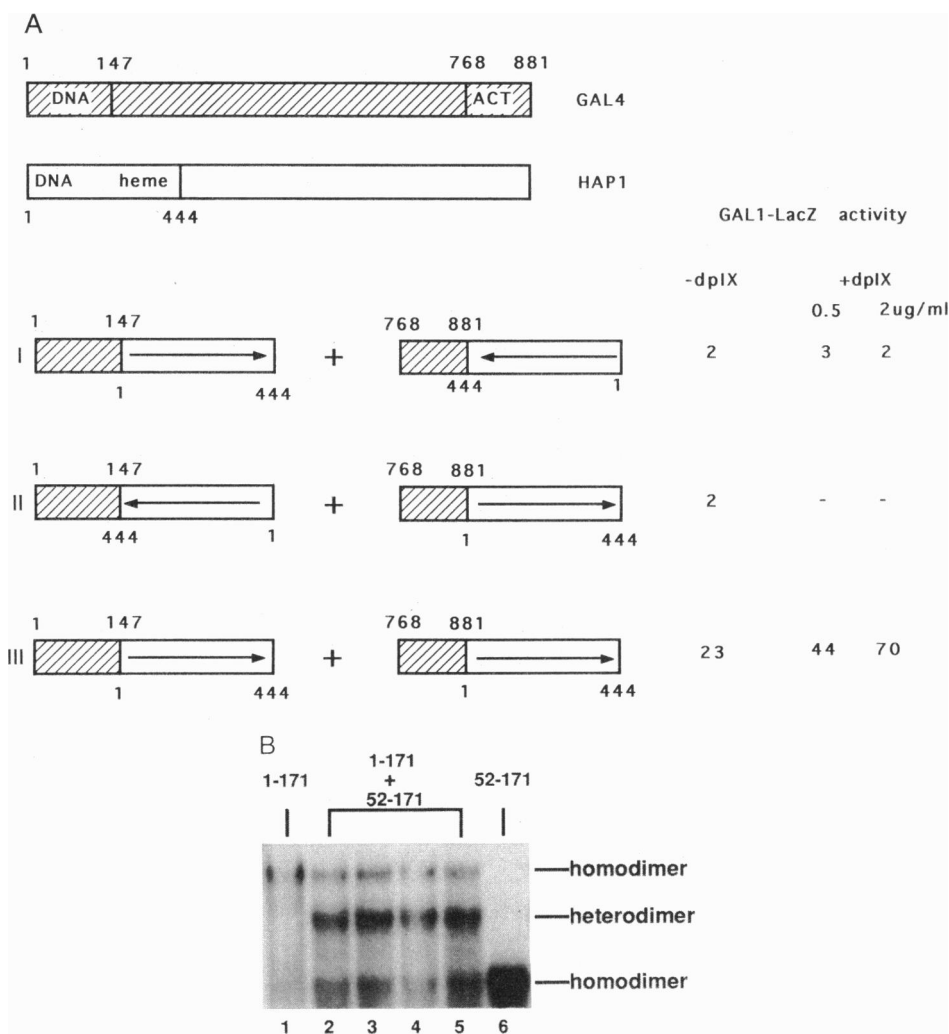 A
1 147 768 881
DNA ACT GAL4
DNA heme HAP1
1 444
GAL1-LacZ activity
-dpIX +dpIX
0.5 2ug/ml
1 147 768 881
I + 2 3 2
1 444 444 1
1 147 768 881
II + 2 - -
444 1 1 444
1 147 768 881
III + 23 44 70
1 444 1 444
B
1-171 1-171 + 52-171 52-171
homodimer
heterodimer
homodimer
1 2 3 4 5 6